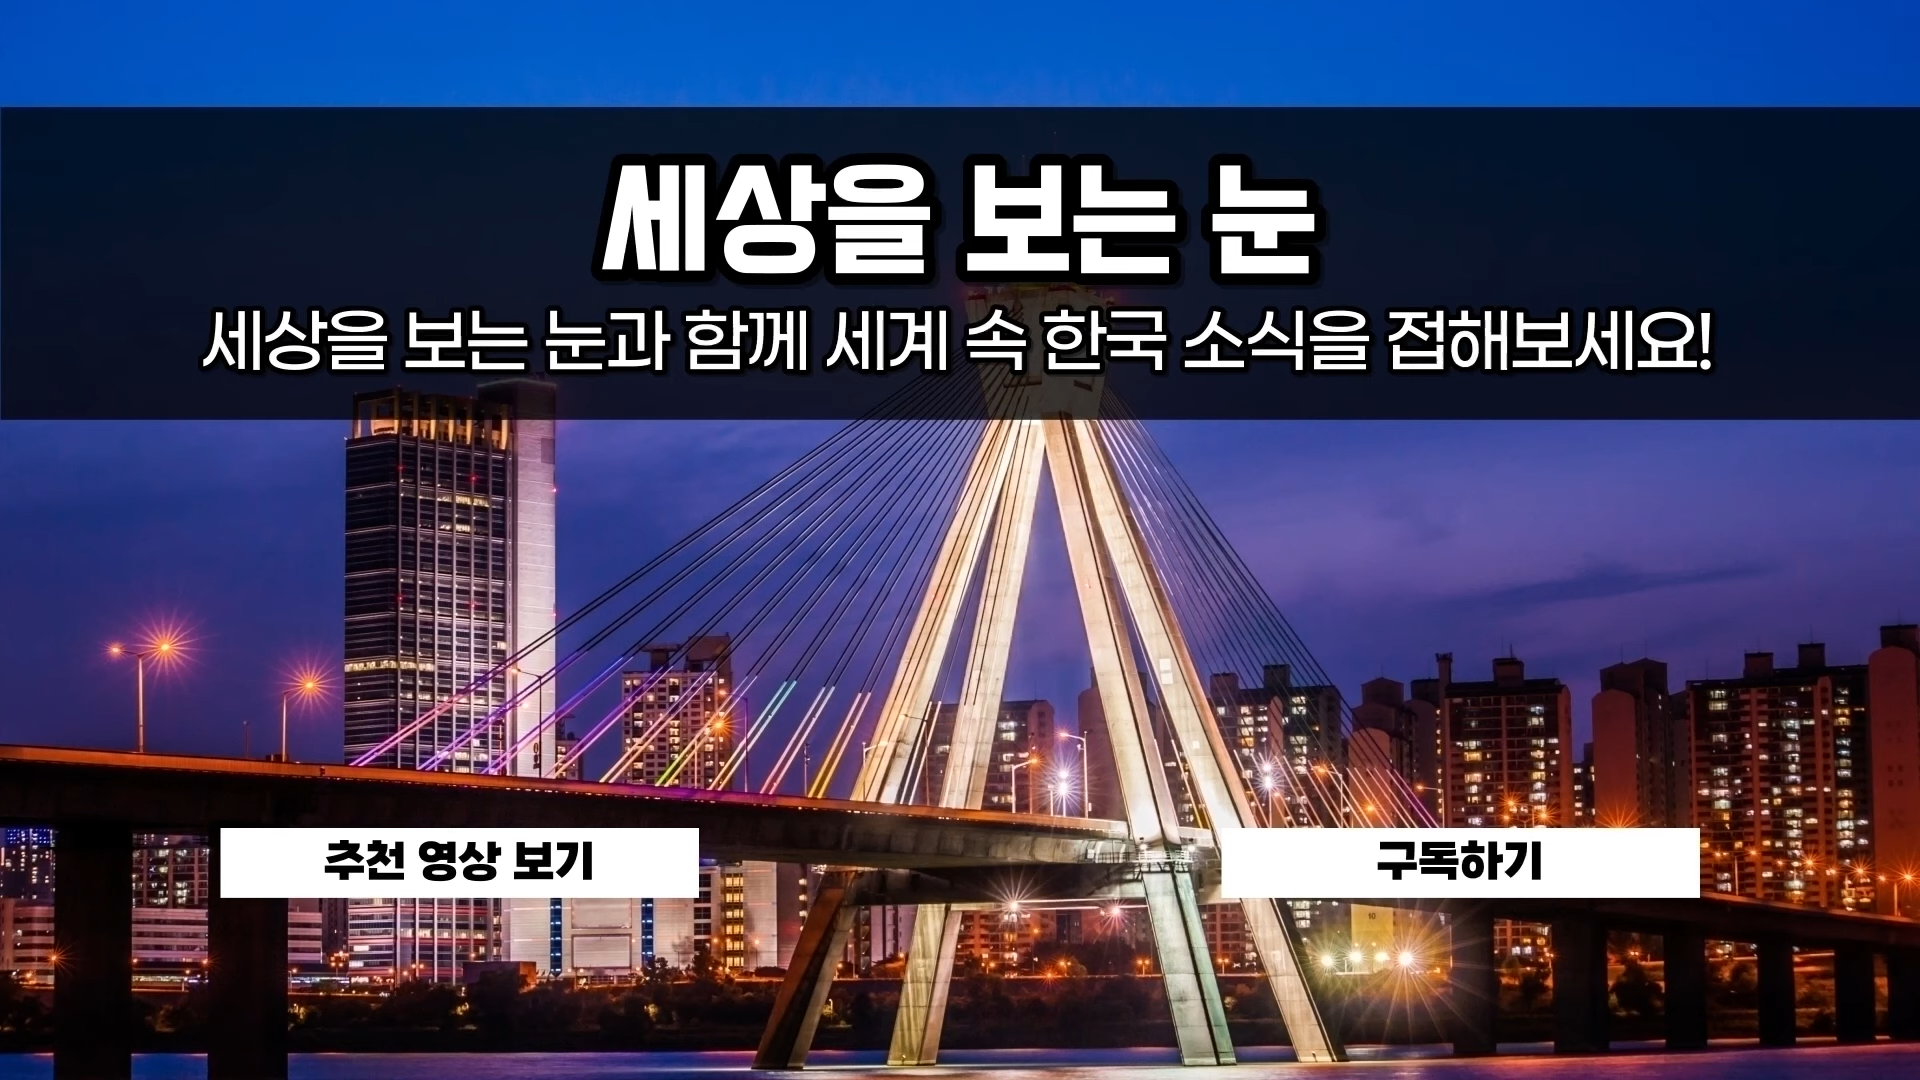 세상을 보는 눈
세상을 보는 눈과 함께 세계 속 한국 소식을 접해보세요!
추천 영상 보기
구독하기